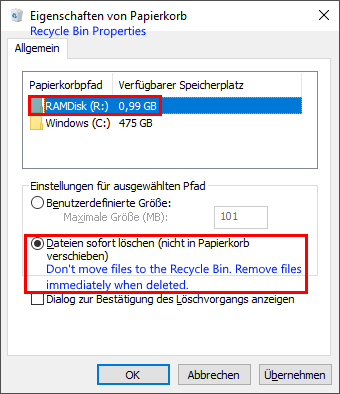 Eigenschaften von Papierkorb
Recycle Bin Properties
Allgemein
Papierkorbpfad Verfügbarer Speicherplatz
RAMDisk (R:) 0,99 GB
Windows (C:) 475 GB
Einstellungen für ausgewählten Pfad
Benutzerdefinierte Größe:
Maximale Größe (MB): 101
Dateien sofort löschen (nicht in Papierkorb
verschieben)
Don't move files to the Recycle Bin. Remove files
immediately when deleted.
Dialog zur Bestätigung des Löschvorgangs anzeigen
OK Abbrechen Übernehmen